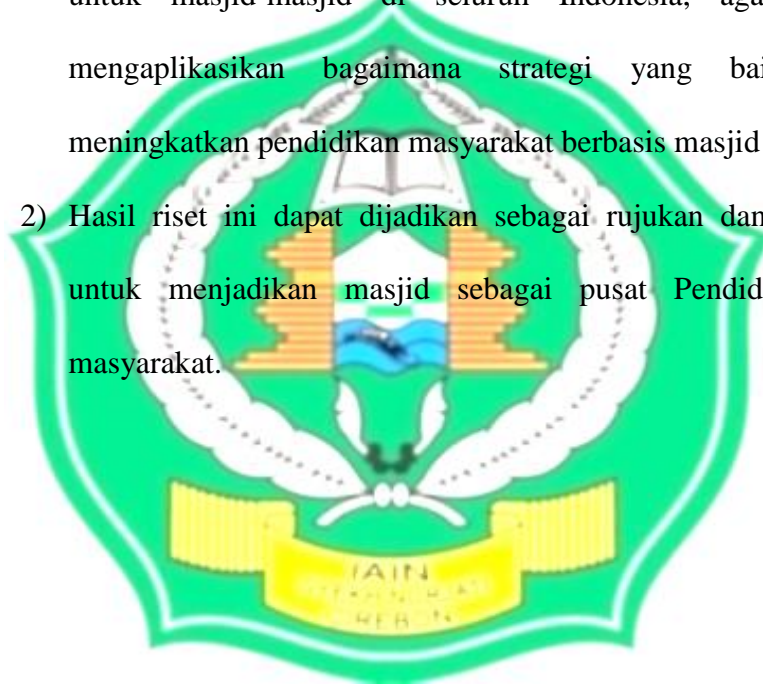 untuk masjid-masjid di seluruh Indonesia, aga
mengaplikasikan bagaimana strategi yang bai
meningkatkan pendidikan masyarakat berbasis masjid
2) Hasil riset ini dapat dijadikan sebagai rujukan dan
untuk menjadikan masjid sebagai pusat Pendid
masyarakat.
IAIN